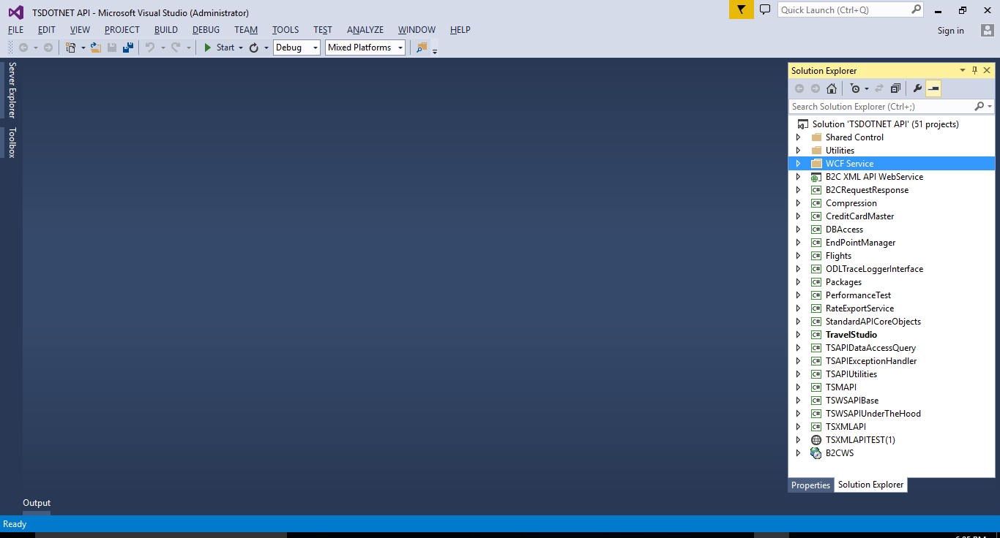 TSDOTNET API - Microsoft Visual Studio (Administrator)
Quick Launch (Ctrl+Q)
FILE EDIT VIEW PROJECT BUILD DEBUG TEAM TOOLS TEST ANALYZE WINDOW HELP
Sign in
Start Debug Mixed Platforms
Server Explorer
Toolbox
Solution Explorer
Search Solution Explorer (Ctrl+;)
Solution 'TSDOTNET API' (51 projects)
Shared Control
Utilities
WCF Service
B2C XML API WebService
C# B2CRequestResponse
C# Compression
C# CreditCardMaster
C# DBAccess
C# EndPointManager
C# Flights
C# ODLTraceLoggerInterface
C# Packages
C# PerformanceTest
C# RateExportService
C# StandardAPICoreObjects
C# TravelStudio
C# TSAPIDataAccessQuery
C# TSAPIExceptionHandler
C# TSAPIUtilities
C# TSMAPI
C# TSWSAPIBase
C# TSWSAPIUnderTheHood
C# TSXMLAPI
TSXMLAPITEST(1)
B2CWS
Properties Solution Explorer
Output
Ready